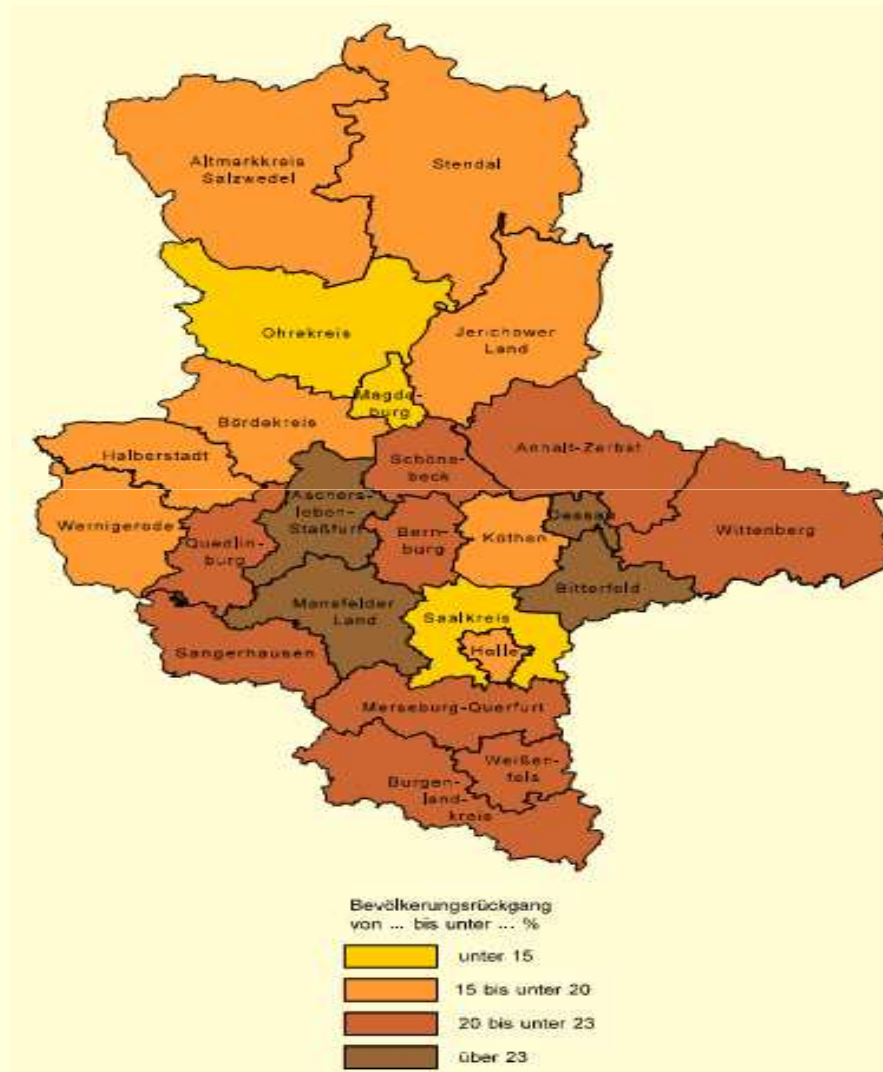 Altmarkkreis
Salzwedel
Stendal
Ohrekreis
Jerichower
Land
Magde-
burg
Bördekreis
Halberstadt
Schöne-
beck
Anhalt-Zerbst
Aschers-
leben-
Staßfurt
Wernigerode
Quedlin-
burg
Bern-
burg
Köthen
Dessau
Wittenberg
Bitterfeld
Mansfelder
Land
Saalkreis
Halle
Sangerhausen
Merseburg-Querfurt
Weißen-
fels
Burgen-
land-
kreis
Bevölkerungsrückgang
von ... bis unter ... %
unter 15
15 bis unter 20
20 bis unter 23
über 23